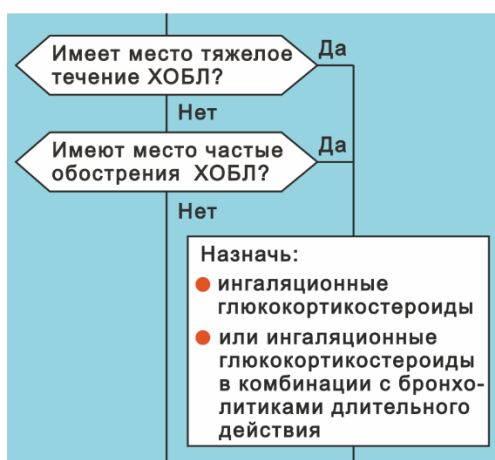 Имеет место тяжелое
течение ХОБЛ?
Да
Нет
Имеют место частые
обострения ХОБЛ?
Да
Нет
Назначь:
ингаляционные
глюкокортикостероиды
или ингаляционные
глюкокортикостероиды
в комбинации с бронхо-
литиками длительного
действия